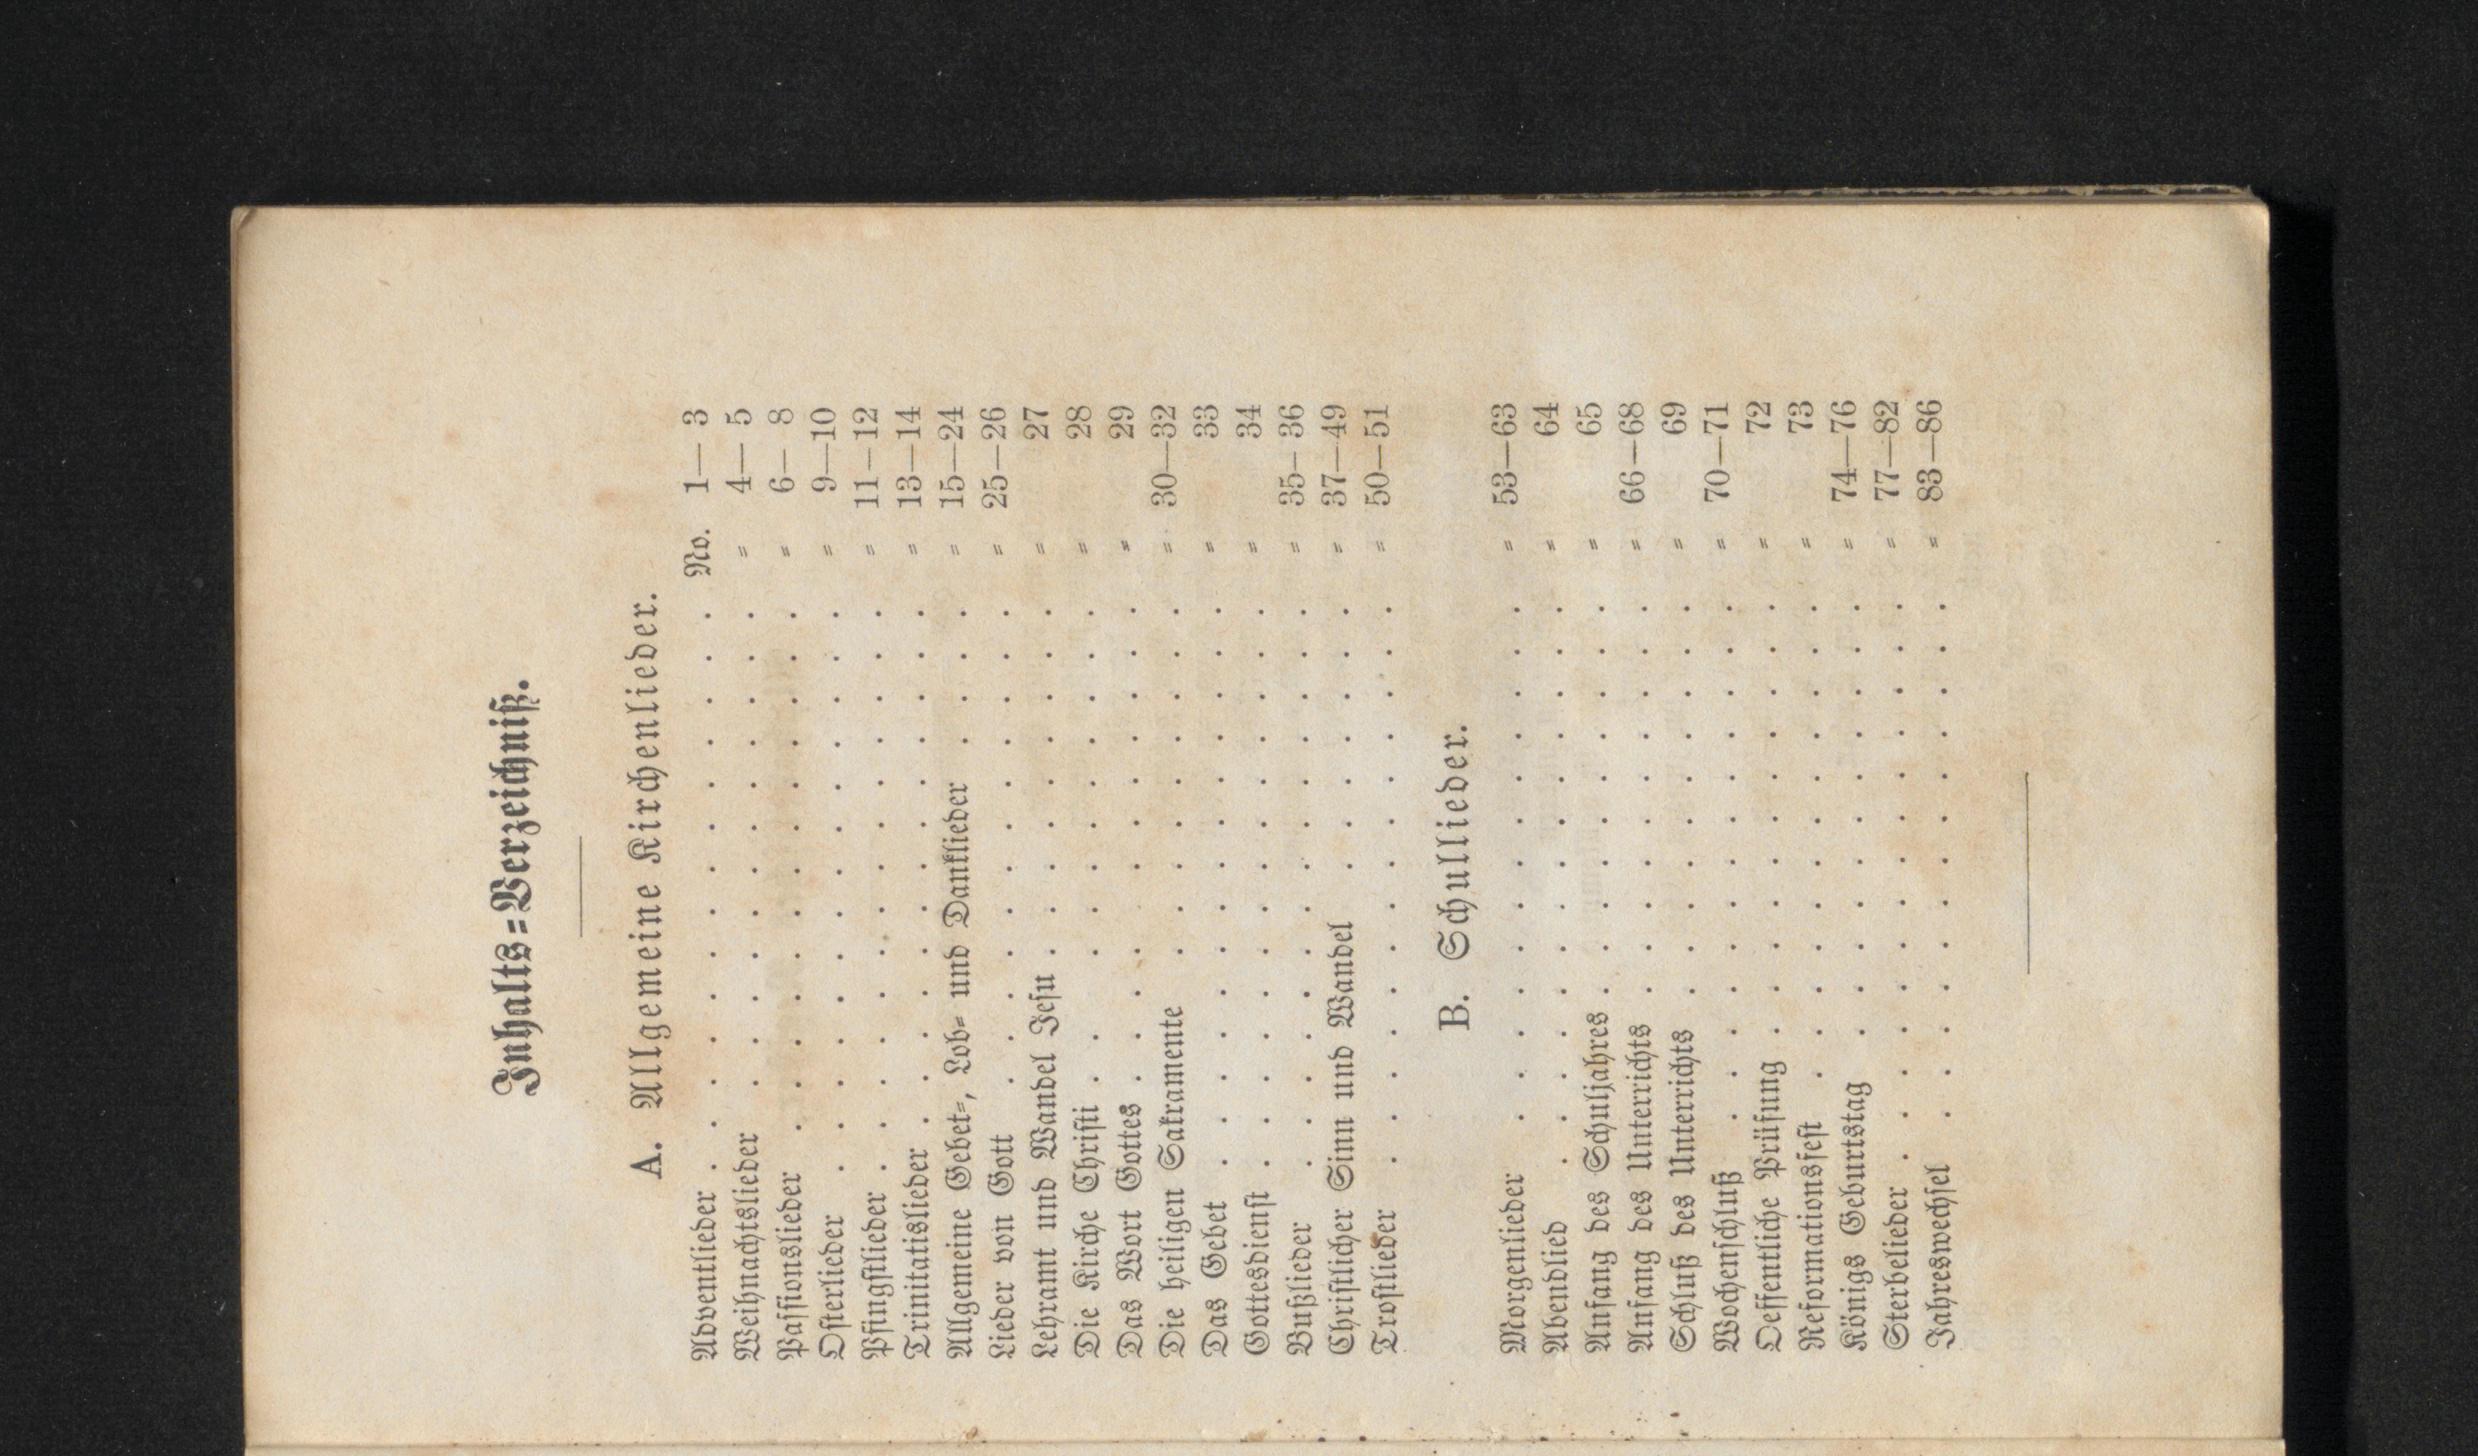 Inhalts=Verzeichniß.
A. Allgemeine Kirchenlieder.
Adventlieder . . . . . . . . . . . . . . No. 1— 3
Weihnachtslieder . . . . . . . . . . . . . " 4— 5
Passionslieder . . . . . . . . . . . . . " 6— 8
Osterlieder . . . . . . . . . . . . . . " 9—10
Pfingstlieder . . . . . . . . . . . . . . " 11—12
Trinitatislieder . . . . . . . . . . . . . " 13—14
Allgemeine Gebet=, Lob= und Danklieder . . . . " 15—24
Lieder von Gott . . . . . . . . . . . . " 25—26
Lehramt und Wandel Jesu . . . . . . . . . " 27
Die Kirche Christi . . . . . . . . . . . . " 28
Das Wort Gottes . . . . . . . . . . . . " 29
Die heiligen Sakramente . . . . . . . . . " 30—32
Das Gebet . . . . . . . . . . . . . . " 33
Gottesdienst . . . . . . . . . . . . . . " 34
Bußlieder . . . . . . . . . . . . . . " 35—36
Christlicher Sinn und Wandel . . . . . . . . " 37—49
Trostlieder . . . . . . . . . . . . . . " 50—51
B. Schullieder.
Morgenlieder . . . . . . . . . . . . . " 53—63
Abendlied . . . . . . . . . . . . . . " 64
Anfang des Schuljahres . . . . . . . . . . " 65
Anfang des Unterrichts . . . . . . . . . . " 66—68
Schluß des Unterrichts . . . . . . . . . . " 69
Wochenschluß . . . . . . . . . . . . . " 70—71
Oeffentliche Prüfung . . . . . . . . . . . " 72
Reformationsfest . . . . . . . . . . . . " 73
Königs Geburtstag . . . . . . . . . . . " 74—76
Sterbelieder . . . . . . . . . . . . . . " 77—82
Jahreswechsel . . . . . . . . . . . . . " 83—86